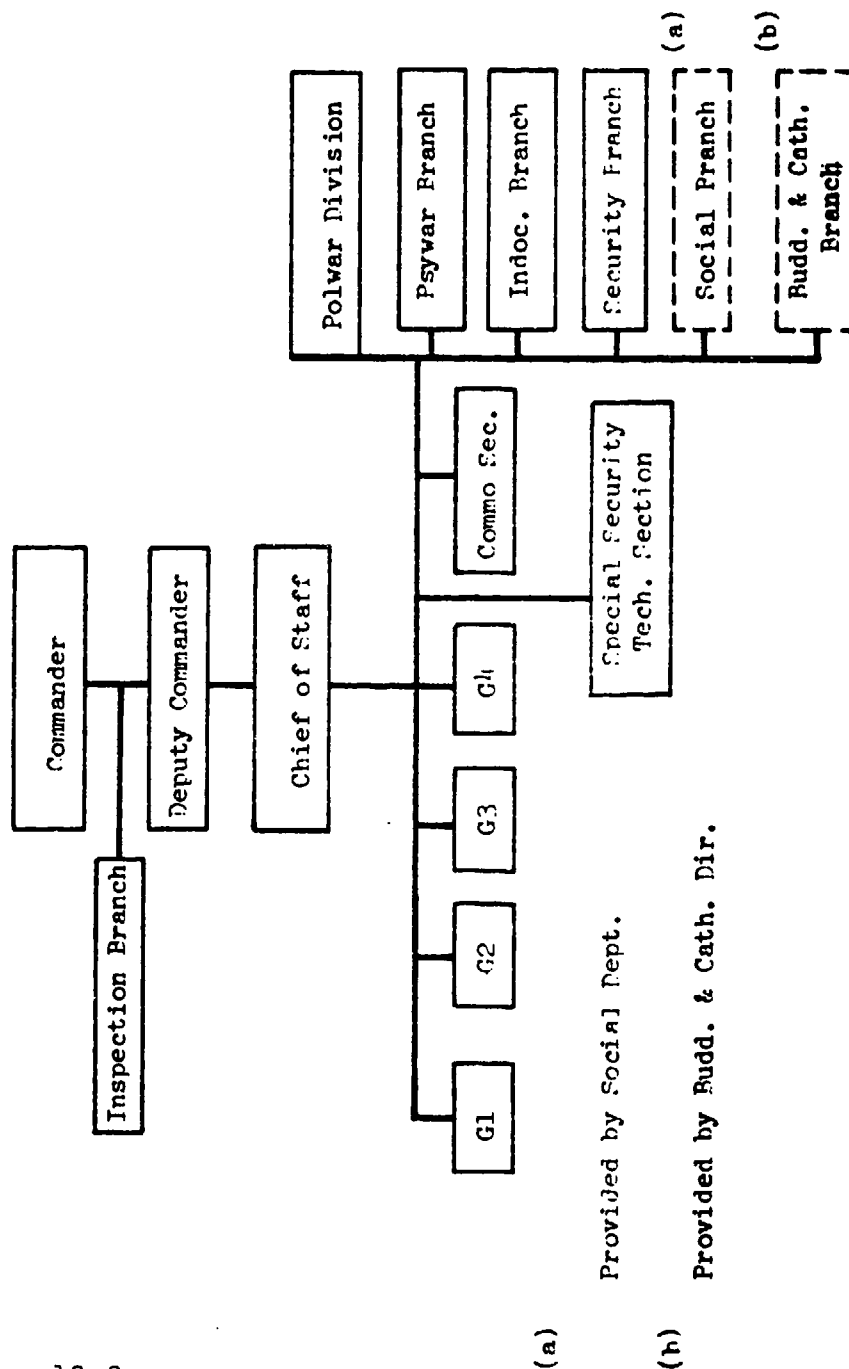 Commander
Inspection Branch
Deputy Commander
Chief of Staff
G1
G2
G3
G4
Commo Sec.
Special Security
Tech. Section
Polwar Division
Psywar Branch
Indoc. Branch
Security Branch
Social Pranch
(a)
Budd. & Cath.
Branch
(b)
(a)
Provided by Social Dept.
(b)
Provided by Budd. & Cath. Dir.